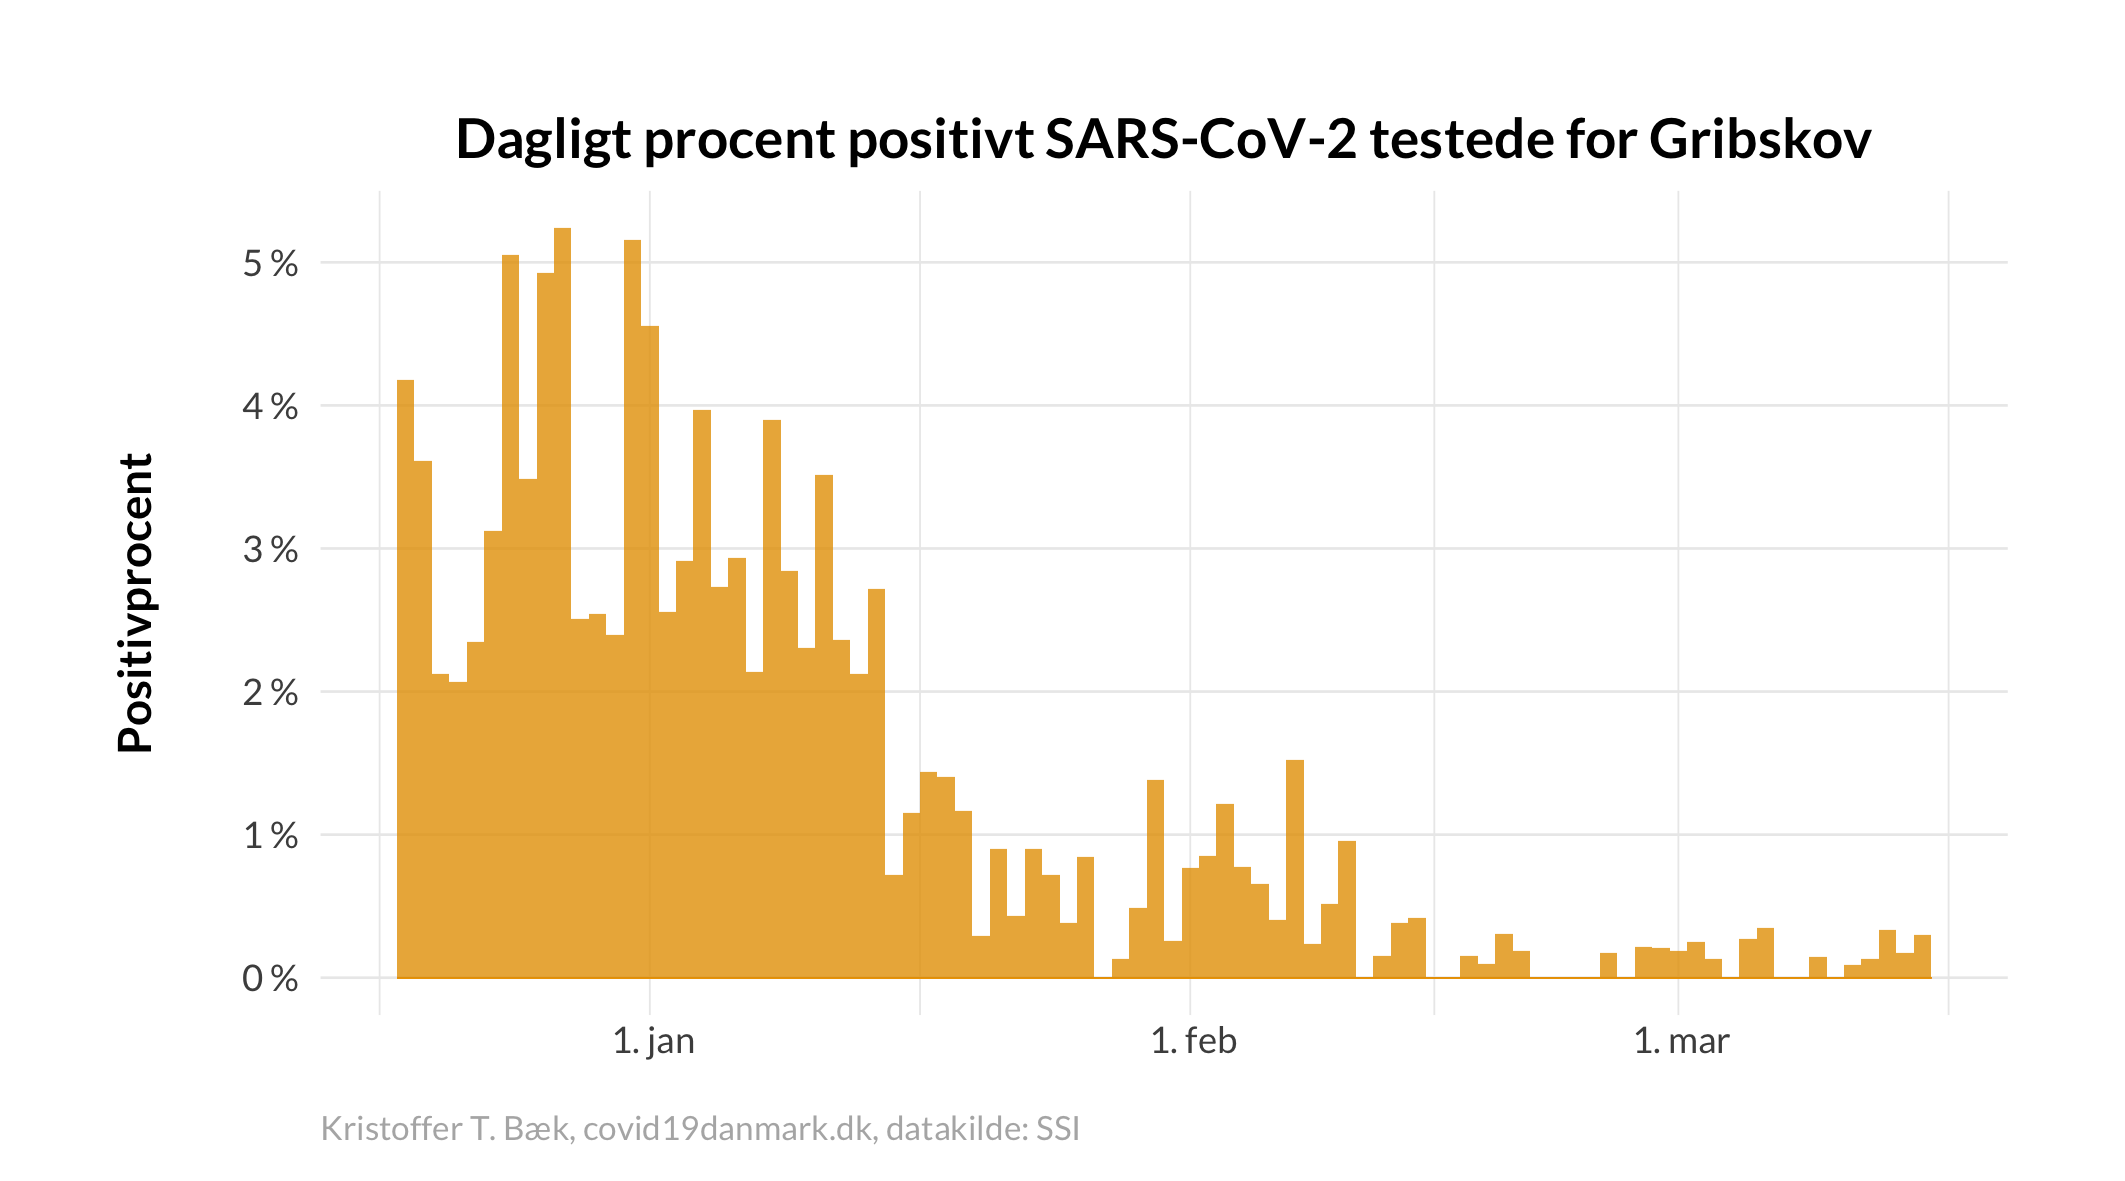 Dagligt procent positivt SARS-CoV-2 testede for Gribskov
Positivprocent
5 %
4 %
3 %
2 %
1 %
0 %
1. jan
1. feb
1. mar
Kristoffer T. Bæk, covid19danmark.dk, datakilde: SSI